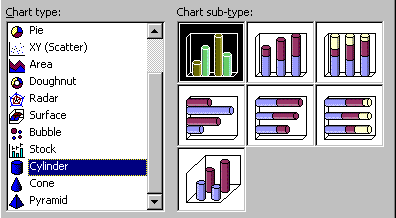 Chart type:
Pie
XY (Scatter)
Area
Doughnut
Radar
Surface
Bubble
Stock
Cylinder
Cone
Pyramid
Chart sub-type: